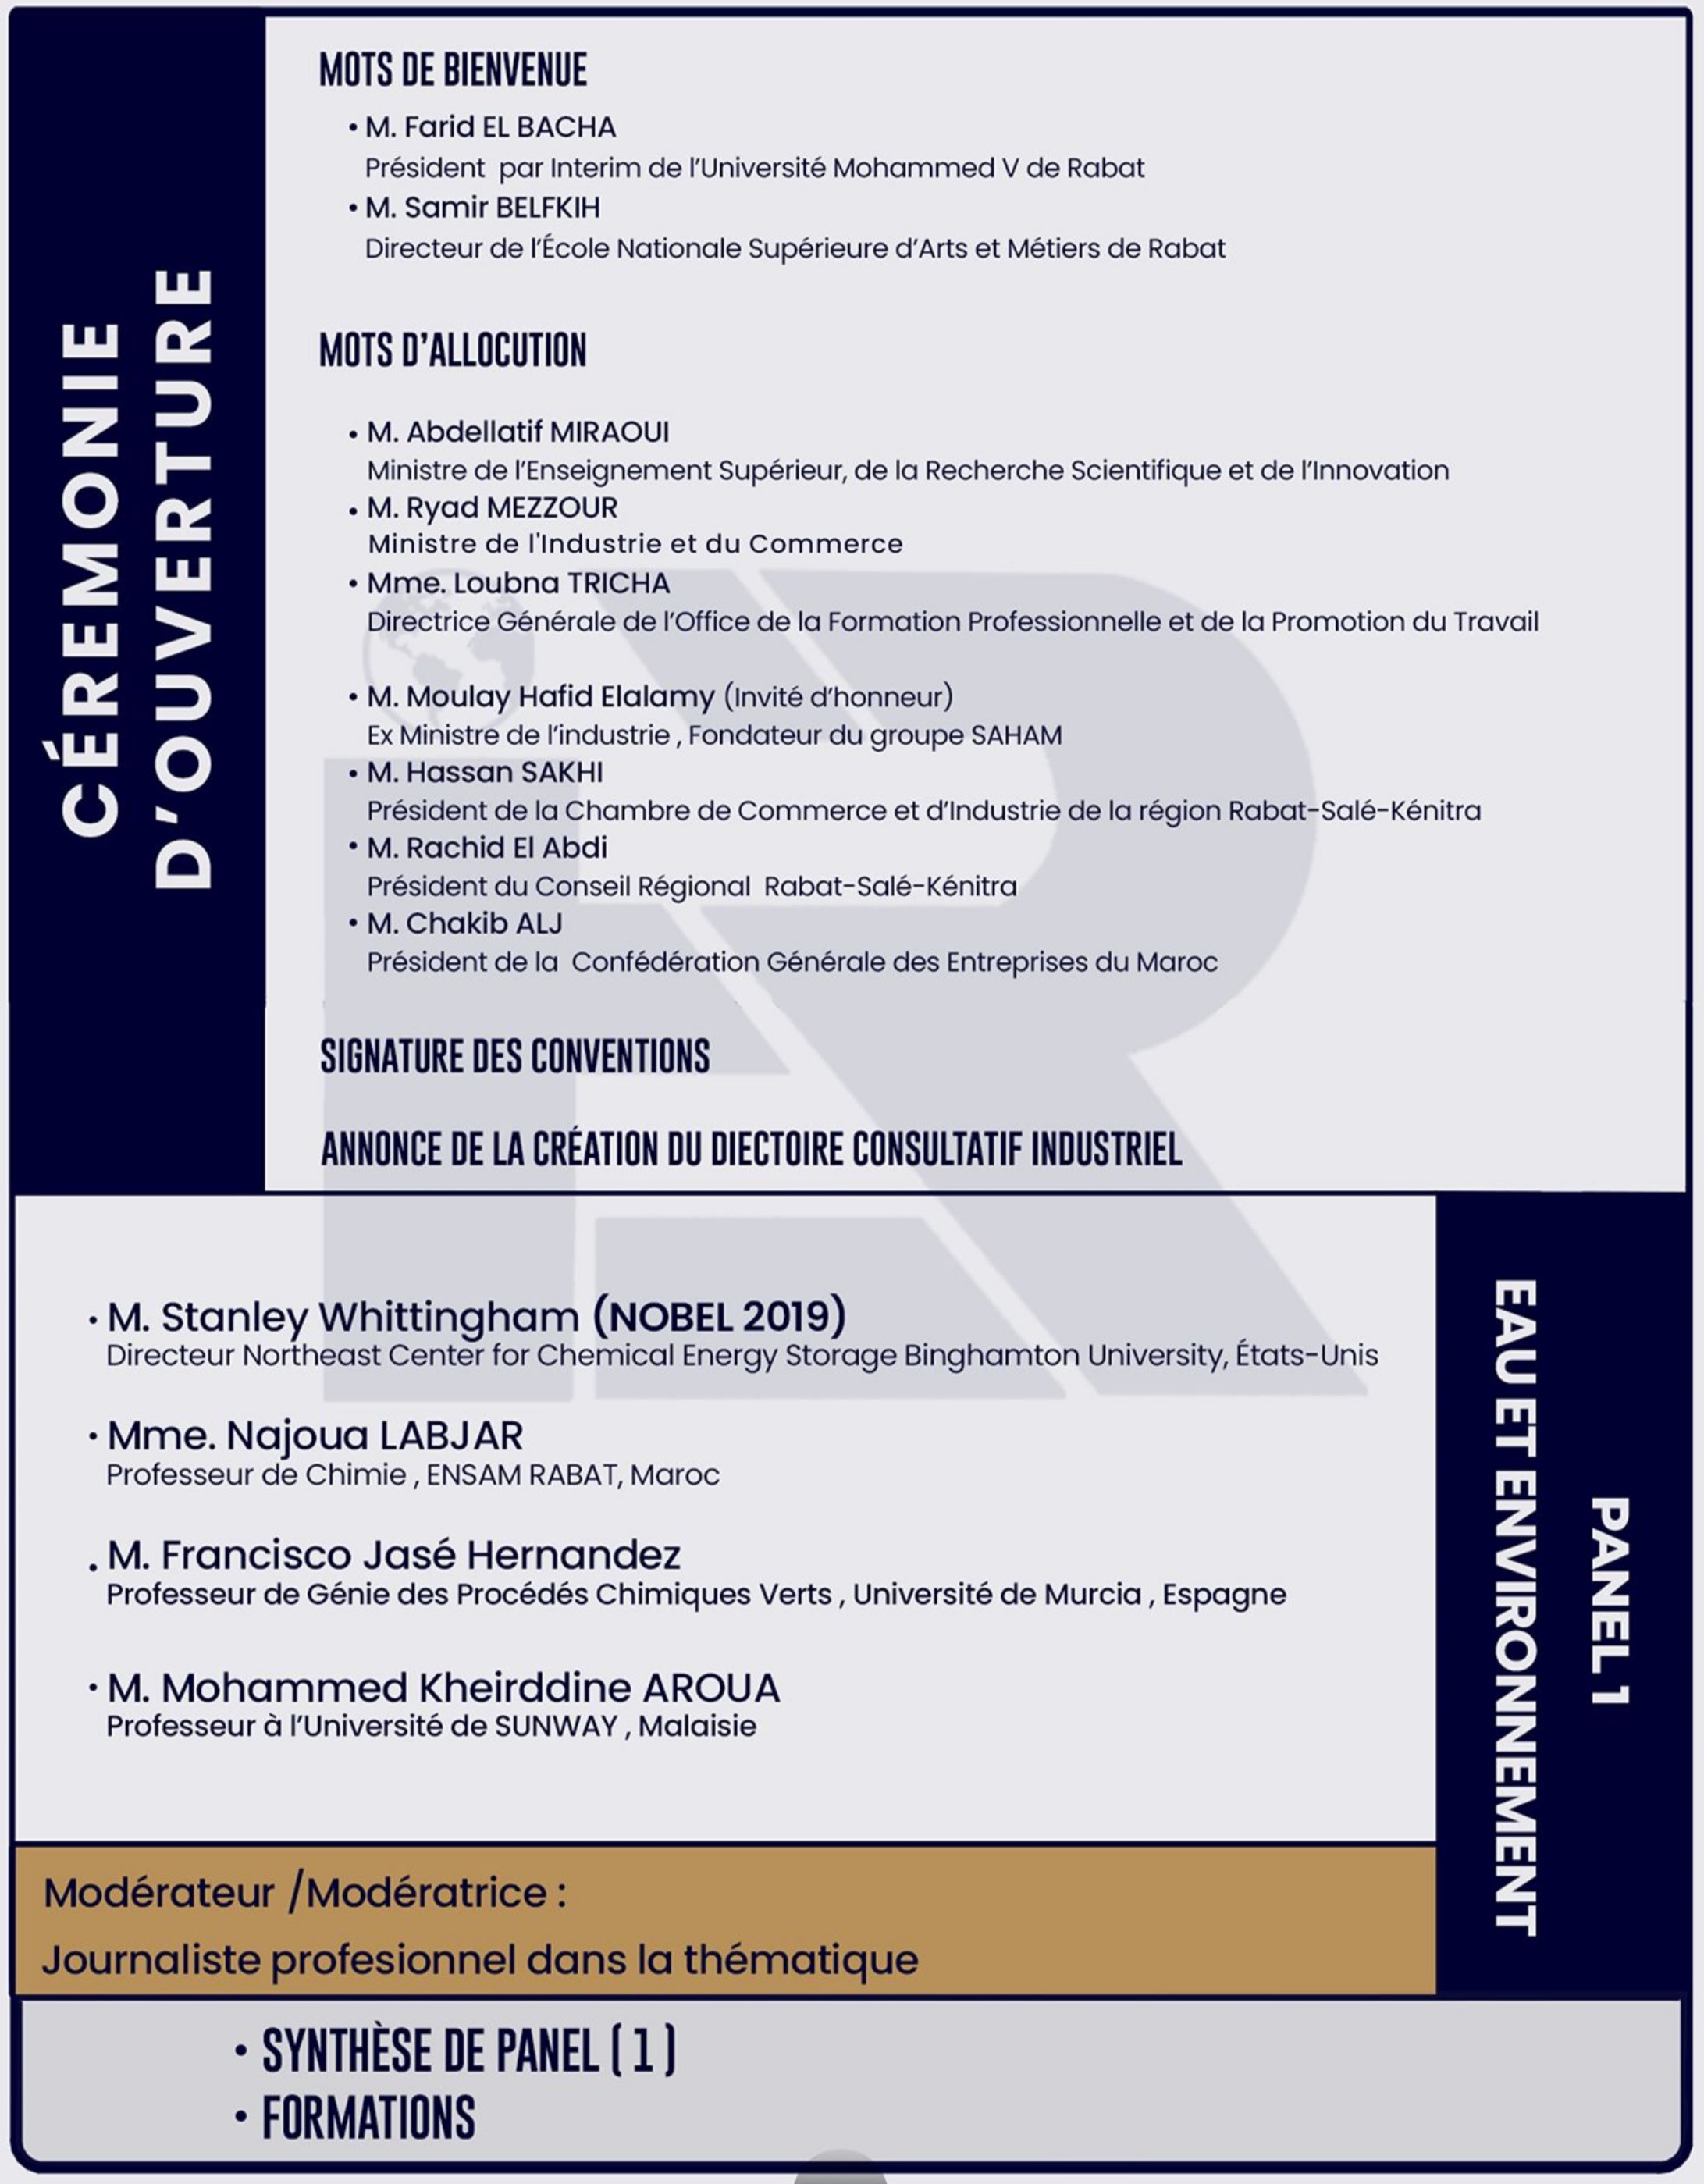 CÉREMONIE
D'OUVERTURE
MOTS DE BIENVENUE
• M. Farid EL BACHA
Président par Interim de l'Université Mohammed V de Rabat
• M. Samir BELFKIH
Directeur de l'École Nationale Supérieure d'Arts et Métiers de Rabat
MOTS D'ALLOCUTION
• M. Abdellatif MIRAOUI
Ministre de l'Enseignement Supérieur, de la Recherche Scientifique et de l'Innovation
• M. Ryad MEZZOUR
Ministre de l'Industrie et du Commerce
• Mme. Loubna TRICHA
Directrice Générale de l'Office de la Formation Professionnelle et de la Promotion du Travail
• M. Moulay Hafid Elalamy (Invité d'honneur)
Ex Ministre de l'industrie , Fondateur du groupe SAHAM
• M. Hassan SAKHI
Président de la Chambre de Commerce et d'Industrie de la région Rabat-Salé-Kénitra
• M. Rachid El Abdi
Président du Conseil Régional Rabat-Salé-Kénitra
• M. Chakib ALJ
Président de la Confédération Générale des Entreprises du Maroc
SIGNATURE DES CONVENTIONS
ANNONCE DE LA CRÉATION DU DIECTOIRE CONSULTATIF INDUSTRIEL
PANEL 1
EAU ET ENVIRONNEMENT
• M. Stanley Whittingham (NOBEL 2019)
Directeur Northeast Center for Chemical Energy Storage Binghamton University, États-Unis
• Mme. Najoua LABJAR
Professeur de Chimie , ENSAM RABAT, Maroc
• M. Francisco Jasé Hernandez
Professeur de Génie des Procédés Chimiques Verts , Université de Murcia , Espagne
• M. Mohammed Kheirddine AROUA
Professeur à l'Université de SUNWAY , Malaisie
Modérateur /Modératrice :
Journaliste profesionnel dans la thématique
• SYNTHÈSE DE PANEL (1)
• FORMATIONS